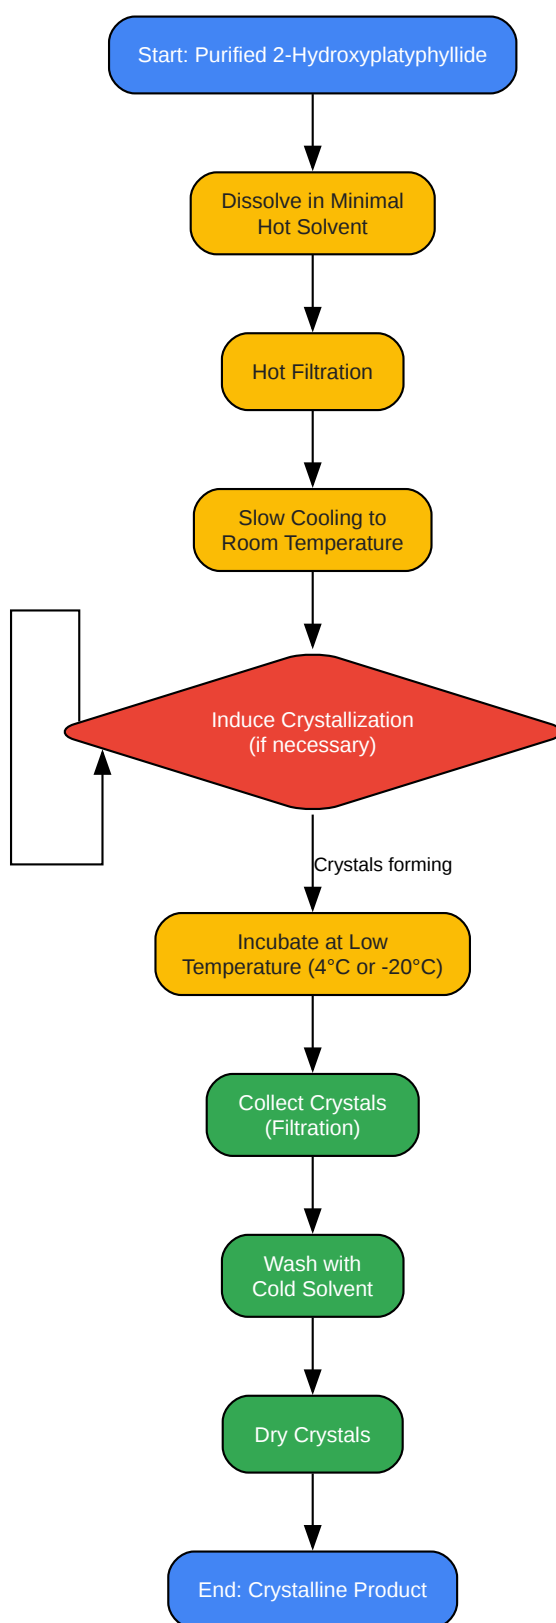 Start: Purified 2-Hydroxyplatyphyllide
Dissolve in Minimal
Hot Solvent
Hot Filtration
Slow Cooling to
Room Temperature
Induce Crystallization
(if necessary)
Crystals forming
Incubate at Low
Temperature (4°C or -20°C)
Collect Crystals
(Filtration)
Wash with
Cold Solvent
Dry Crystals
End: Crystalline Product